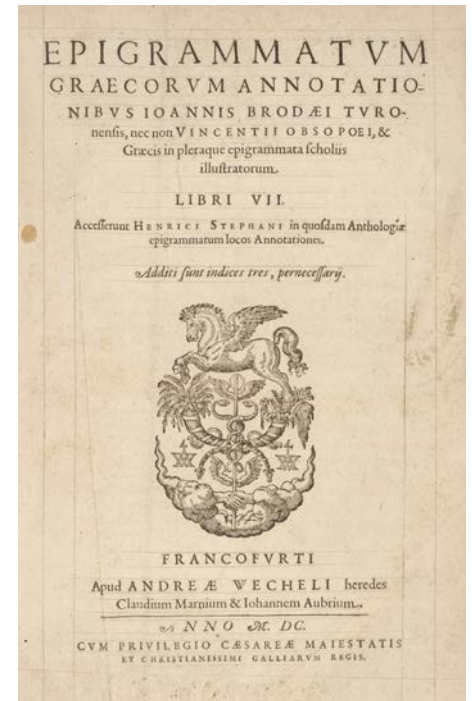 EPIGRAMMATVM
GRAECORVM ANNOTATIO-
NIBVS IOANNIS BRODÆI TVRO-
nenſis, nec non VINCENTII OBSOPOEI, &
Græcis in pleraque epigrammata ſcholiis
illuſtratorum.
LIBRI VII.
Acceſſerunt HENRICI STEPHANI in quoſdam Anthologiæ
epigrammatum locos Annotationes.
Additi ſunt indices tres, perneceſſarij.
FRANCOFVRTI
Apud ANDREÆ WECHELI heredes
Claudium Marnium & Iohannem Aubrium.
ANNO M. DC.
CVM PRIVILEGIO CÆSAREÆ MAIESTATIS
ET CHRISTIANISSIMI GALLIARVM REGIS.